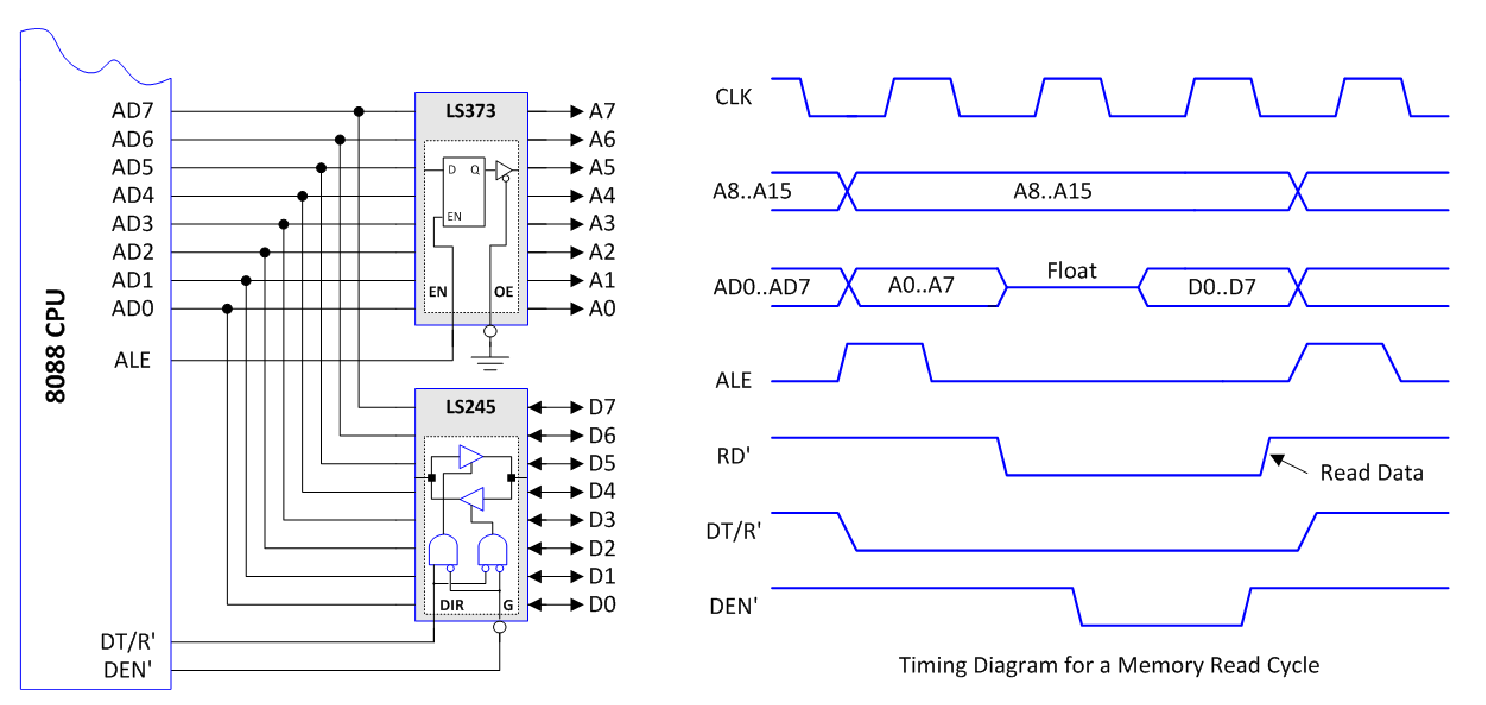 8088 CPU
AD7
AD6
AD5
AD4
AD3
AD2
AD1
AD0
ALE
DT/R'
DEN'
LS373
D Q
EN
EN OE
A7
A6
A5
A4
A3
A2
A1
A0
LS245
DIR G
D7
D6
D5
D4
D3
D2
D1
D0
CLK
A8..A15 A8..A15
AD0..AD7 A0..A7 Float D0..D7
ALE
RD'
Read Data
DT/R'
DEN'
Timing Diagram for a Memory Read Cycle